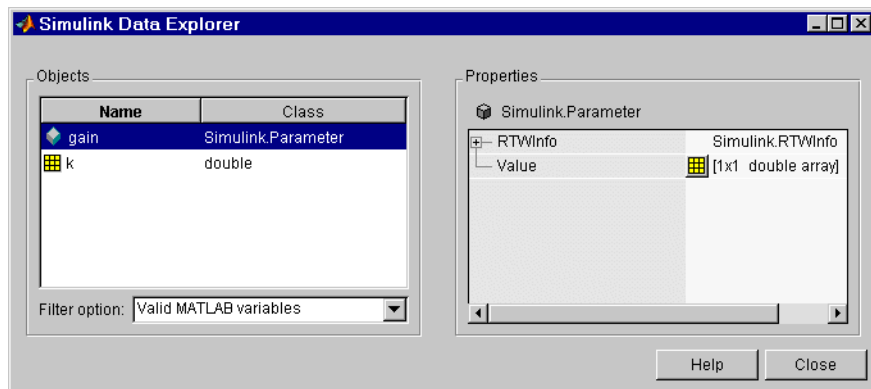 Simulink Data Explorer
Objects
Name Class
gain Simulink.Parameter
k double
Filter option: Valid MATLAB variables
Properties
Simulink.Parameter
RTWInfo Simulink.RTWInfo
Value [1x1 double array]
Help Close